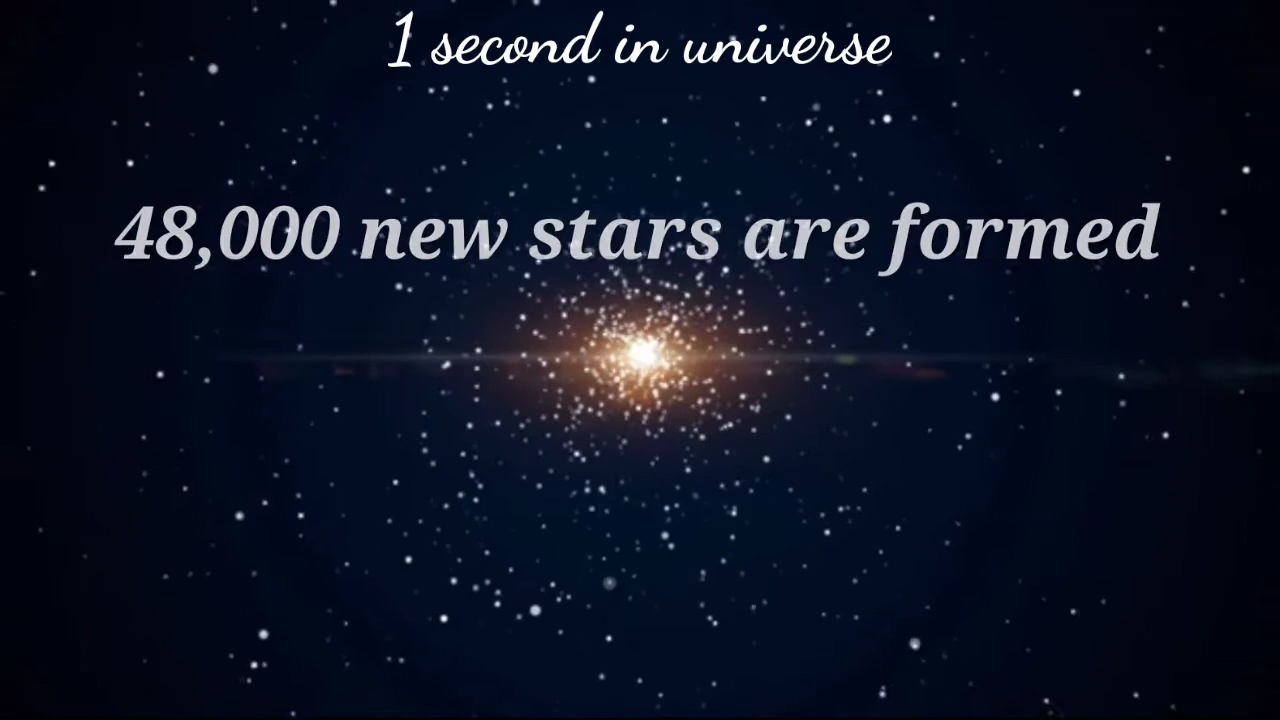 1 second in universe
48,000 new stars are formed